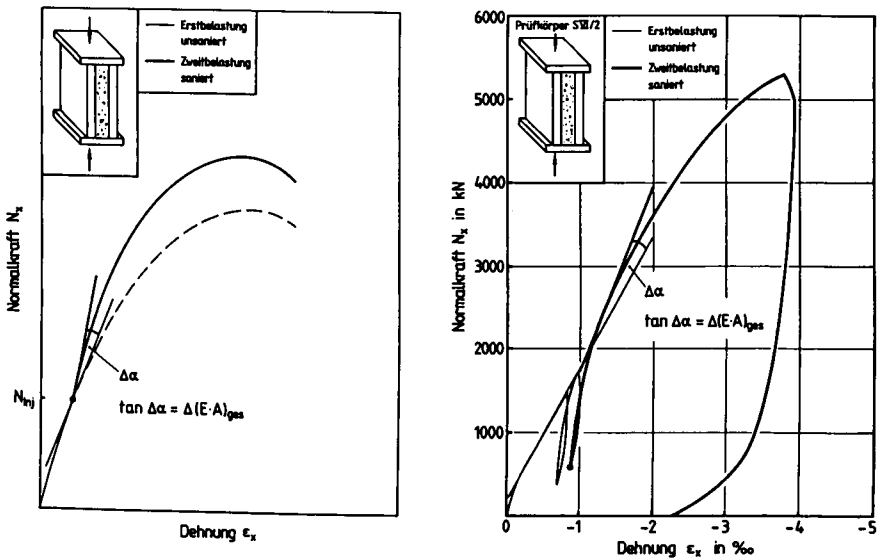 Erstbelastung
unsaniert
Zweitbelastung
saniert
Normalkraft Nₓ
N_Inj
Δα
tan Δα = Δ(E·A)ges
Dehnung εₓ
Prüfkörper SVII/2
Erstbelastung
unsaniert
Zweitbelastung
saniert
Normalkraft Nₓ in kN
6000
5000
4000
3000
2000
1000
0
Δα
tan Δα = Δ(E·A)ges
0 -1 -2 -3 -4 -5
Dehnung εₓ in ‰